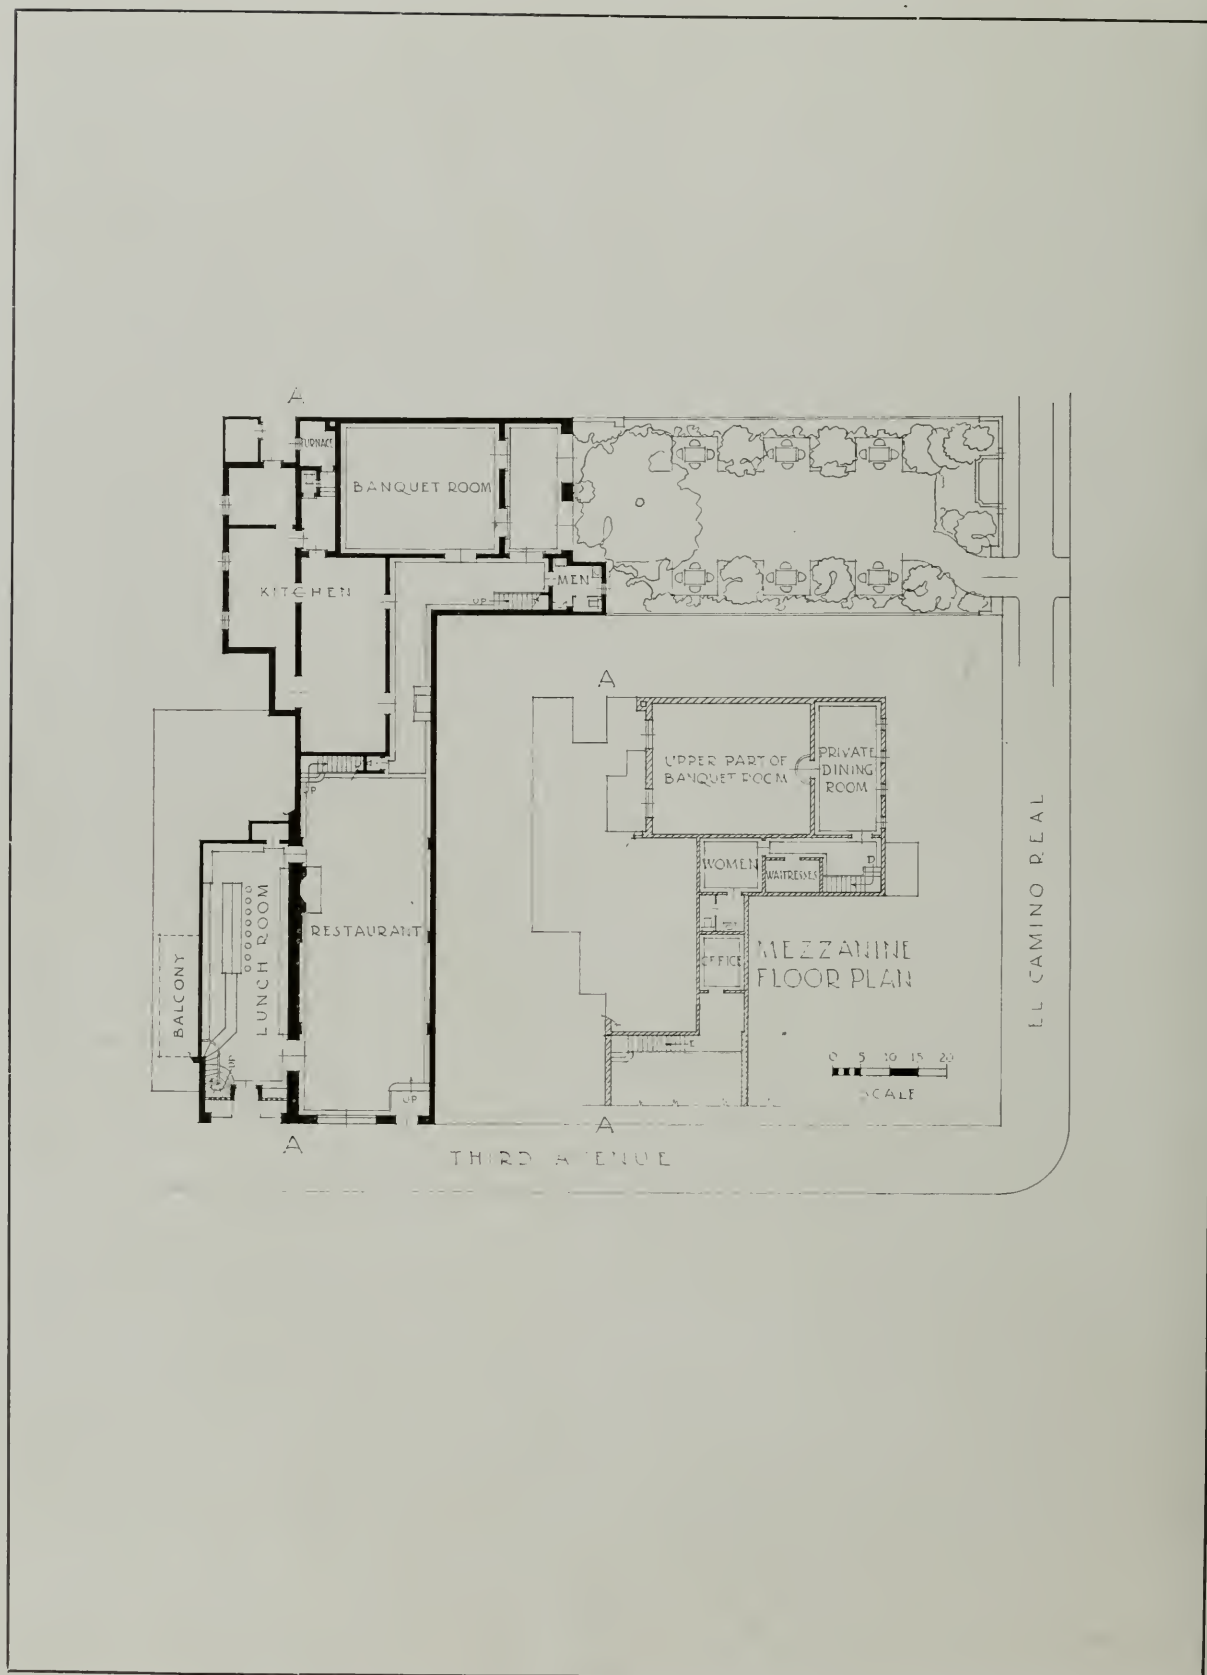 A
FURNACE
BANQUET ROOM
KITCHEN
MEN
UP
A
UPPER PART OF
BANQUET ROOM
PRIVATE
DINING
ROOM
UP
WOMEN
WAITRESSES
D
EL CAMINO REAL
LUNCH ROOM
RESTAURANT
BALCONY
OFFICE
MEZZANINE
FLOOR PLAN
UP
0 5 10 15 20
SCALE
UP
A
A
THIRD AVENUE